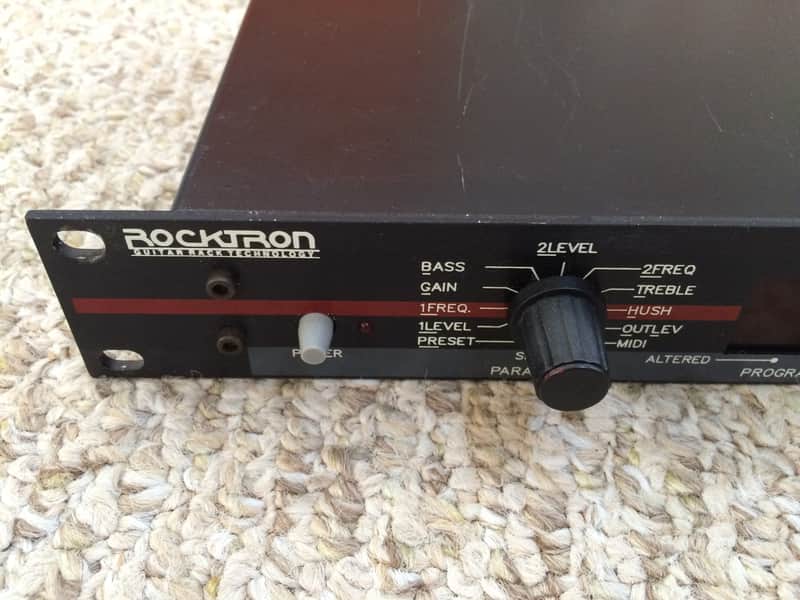 ROCKTRON
GUITAR RACK TECHNOLOGY
2LEVEL
BASS
2FREQ
GAIN
TREBLE
1FREQ.
HUSH
1LEVEL
OUTLEV
PRESET
MIDI
ALTERED